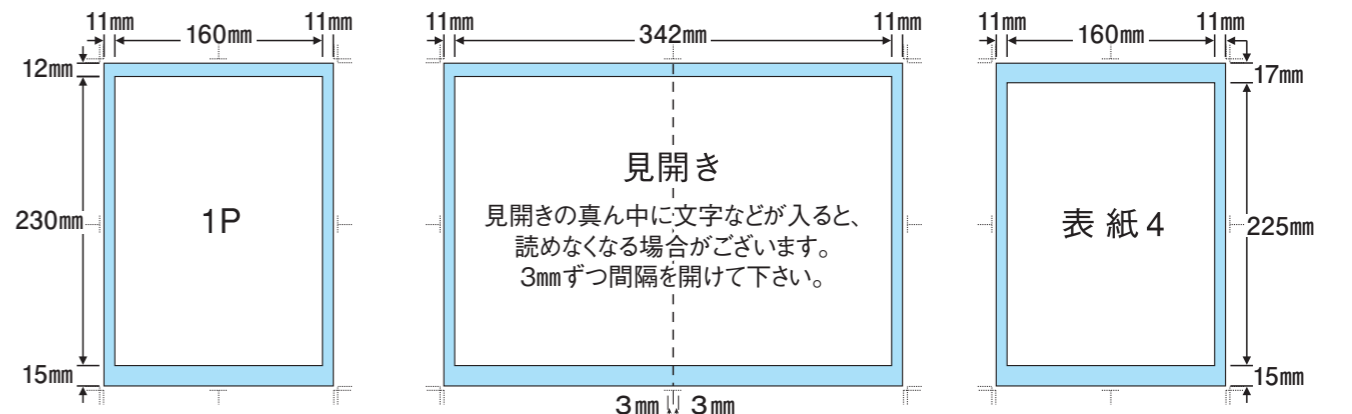 11㎜
160㎜
11㎜
12㎜
230㎜
15㎜
1P
11㎜
342㎜
11㎜
見開き
見開きの真ん中に文字などが入ると、
読めなくなる場合がございます。
3㎜ずつ間隔を開けて下さい。
3㎜
3㎜
11㎜
160㎜
11㎜
17㎜
表紙4
225㎜
15㎜